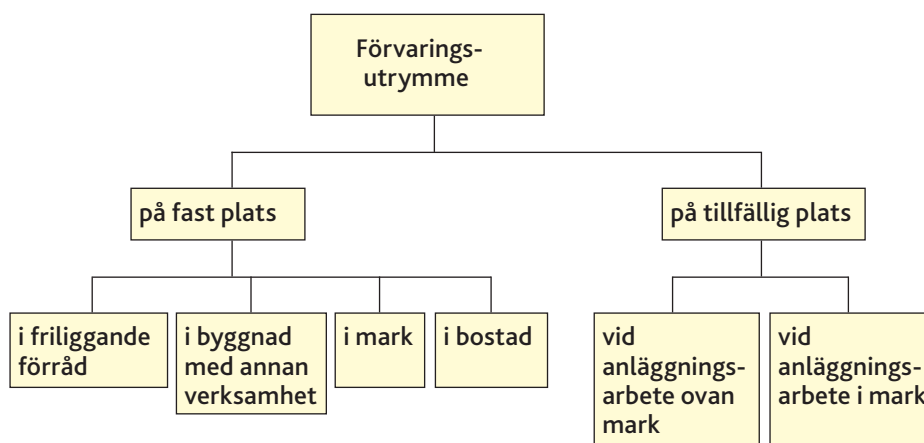 Förvarings-
utrymme
på fast plats
på tillfällig plats
i friliggande
förråd
i byggnad
med annan
verksamhet
i mark
i bostad
vid
anläggnings-
arbete ovan
mark
vid
anläggnings-
arbete i mark